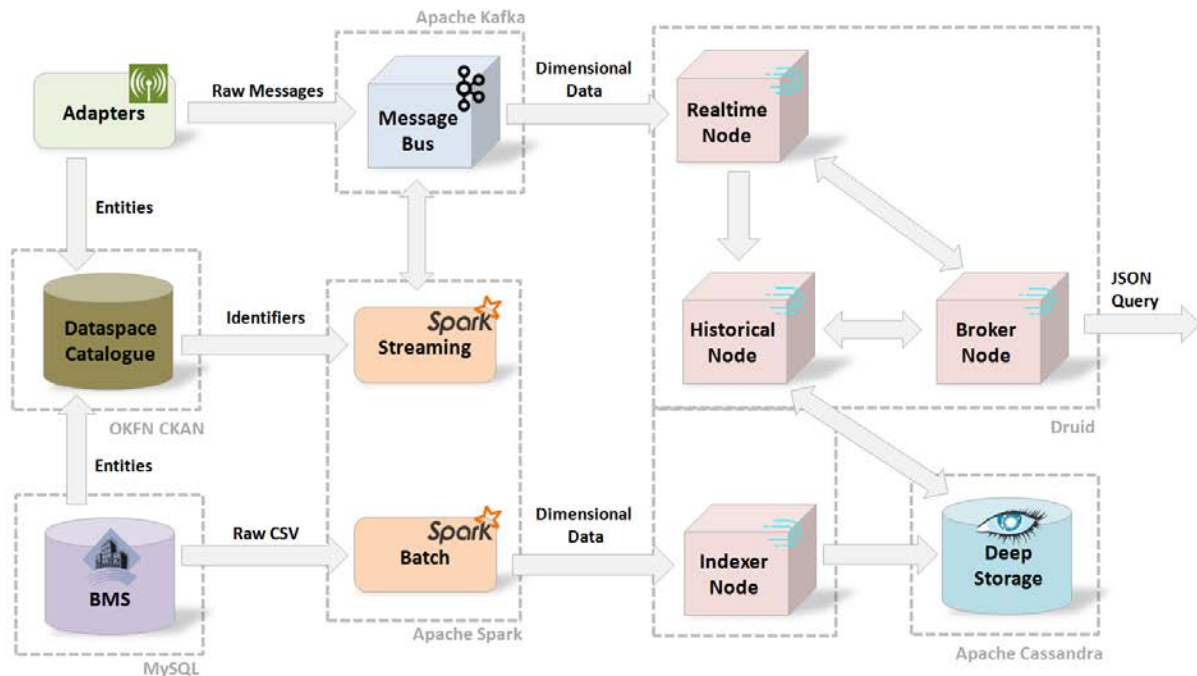 Apache Kafka
Adapters
Raw Messages
Message
Bus
Dimensional
Data
Realtime
Node
Entities
Dataspace
Catalogue
OKFN CKAN
Identifiers
Spark
Streaming
Historical
Node
Broker
Node
JSON
Query
Druid
Entities
BMS
MySQL
Raw CSV
Spark
Batch
Apache Spark
Dimensional
Data
Indexer
Node
Deep
Storage
Apache Cassandra